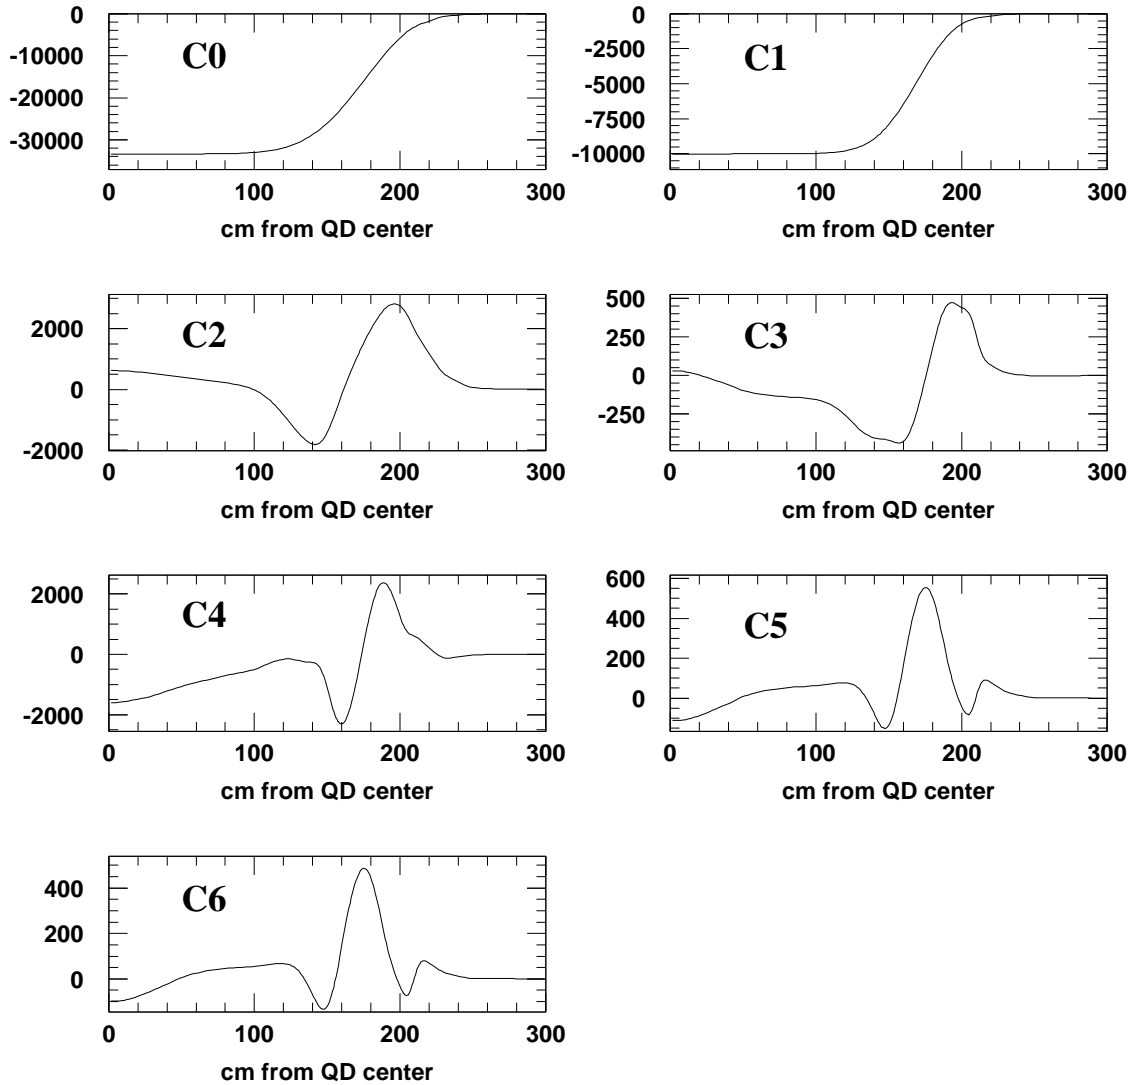 0 0
-10000 C0 -2500 C1
-20000 -5000
-30000 -7500
-10000
0 100 200 300 0 100 200 300
cm from QD center cm from QD center
2000 C2 500 C3
250
0 0
-250
-2000
0 100 200 300 0 100 200 300
cm from QD center cm from QD center
2000 C4 600 C5
400
0 200
-2000 0
0 100 200 300 0 100 200 300
cm from QD center cm from QD center
400 C6
200
0
0 100 200 300
cm from QD center